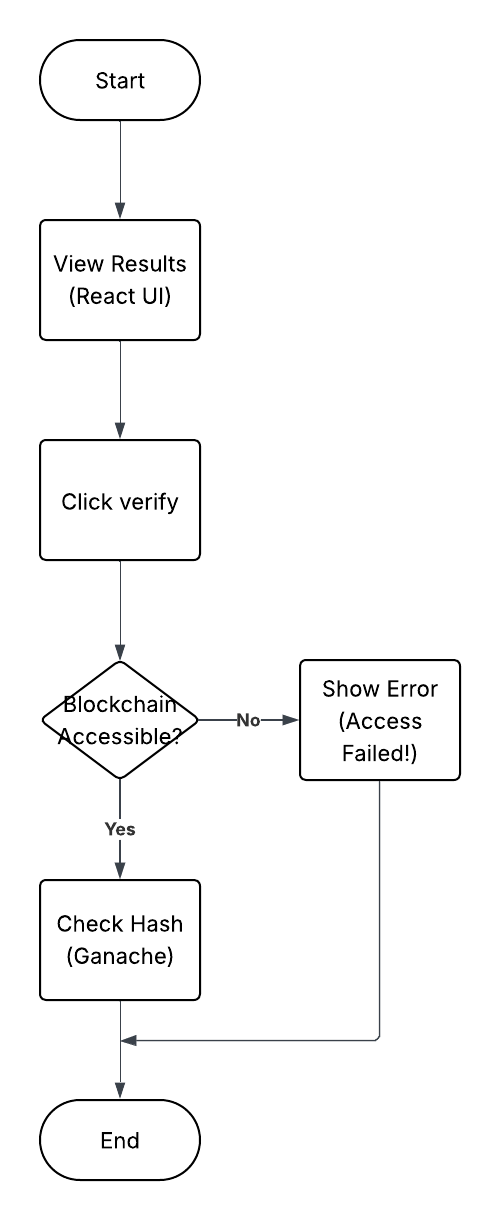 Start
View Results
(React UI)
Click verify
Blockchain
Accessible?
No
Show Error
(Access
Failed!)
Yes
Check Hash
(Ganache)
End